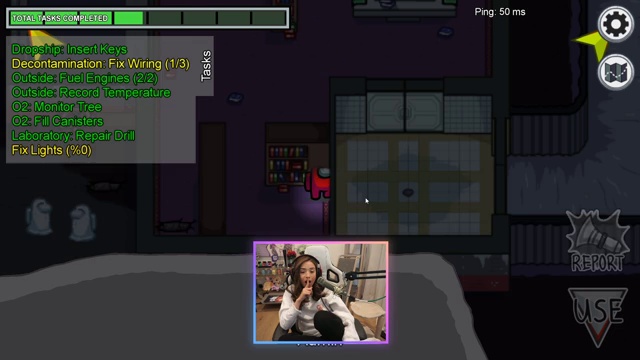 TOTAL TASKS COMPLETED
Ping: 50 ms
Dropship: Insert Keys
Decontamination: Fix Wiring (1/3)
Outside: Fuel Engines (2/2)
Outside: Record Temperature
O2: Monitor Tree
O2: Fill Canisters
Laboratory: Repair Drill
Fix Lights (%0)
Tasks
REPORT
USE